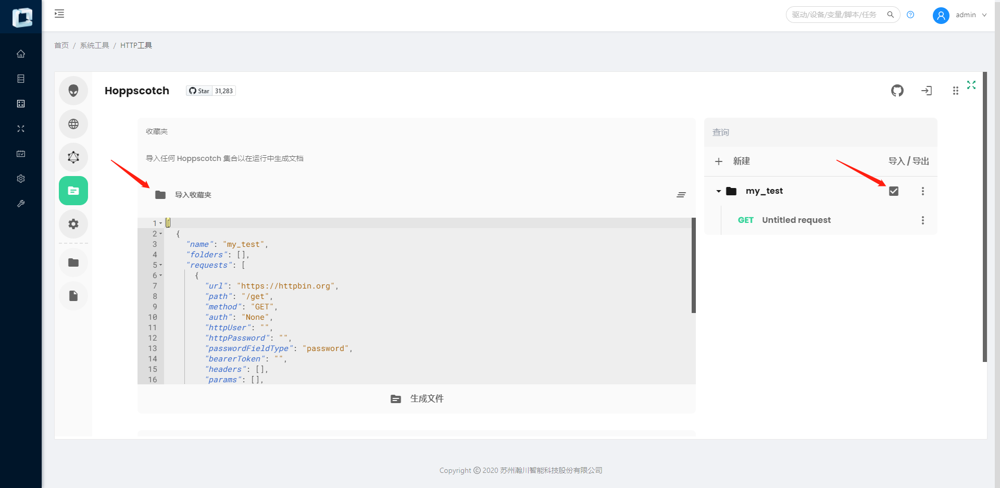 驱动/设备/变量/脚本/任务
admin
首页 / 系统工具 / HTTP工具
Hoppscotch
Star 31,283
收藏夹
导入任何 Hoppscotch 集合以在运行中生成文档
导入收藏夹
1 [
2 {
3 "name": "my_test",
4 "folders": [],
5 "requests": [
6 {
7 "url": "https://httpbin.org",
8 "path": "/get",
9 "method": "GET",
10 "auth": "None",
11 "httpUser": "",
12 "httpPassword": "",
13 "passwordFieldType": "password",
14 "bearerToken": "",
15 "headers": [],
16 "params": [],
生成文件
查询
新建 导入 / 导出
my_test
GET Untitled request
Copyright © 2020 苏州瀚川智能科技股份有限公司